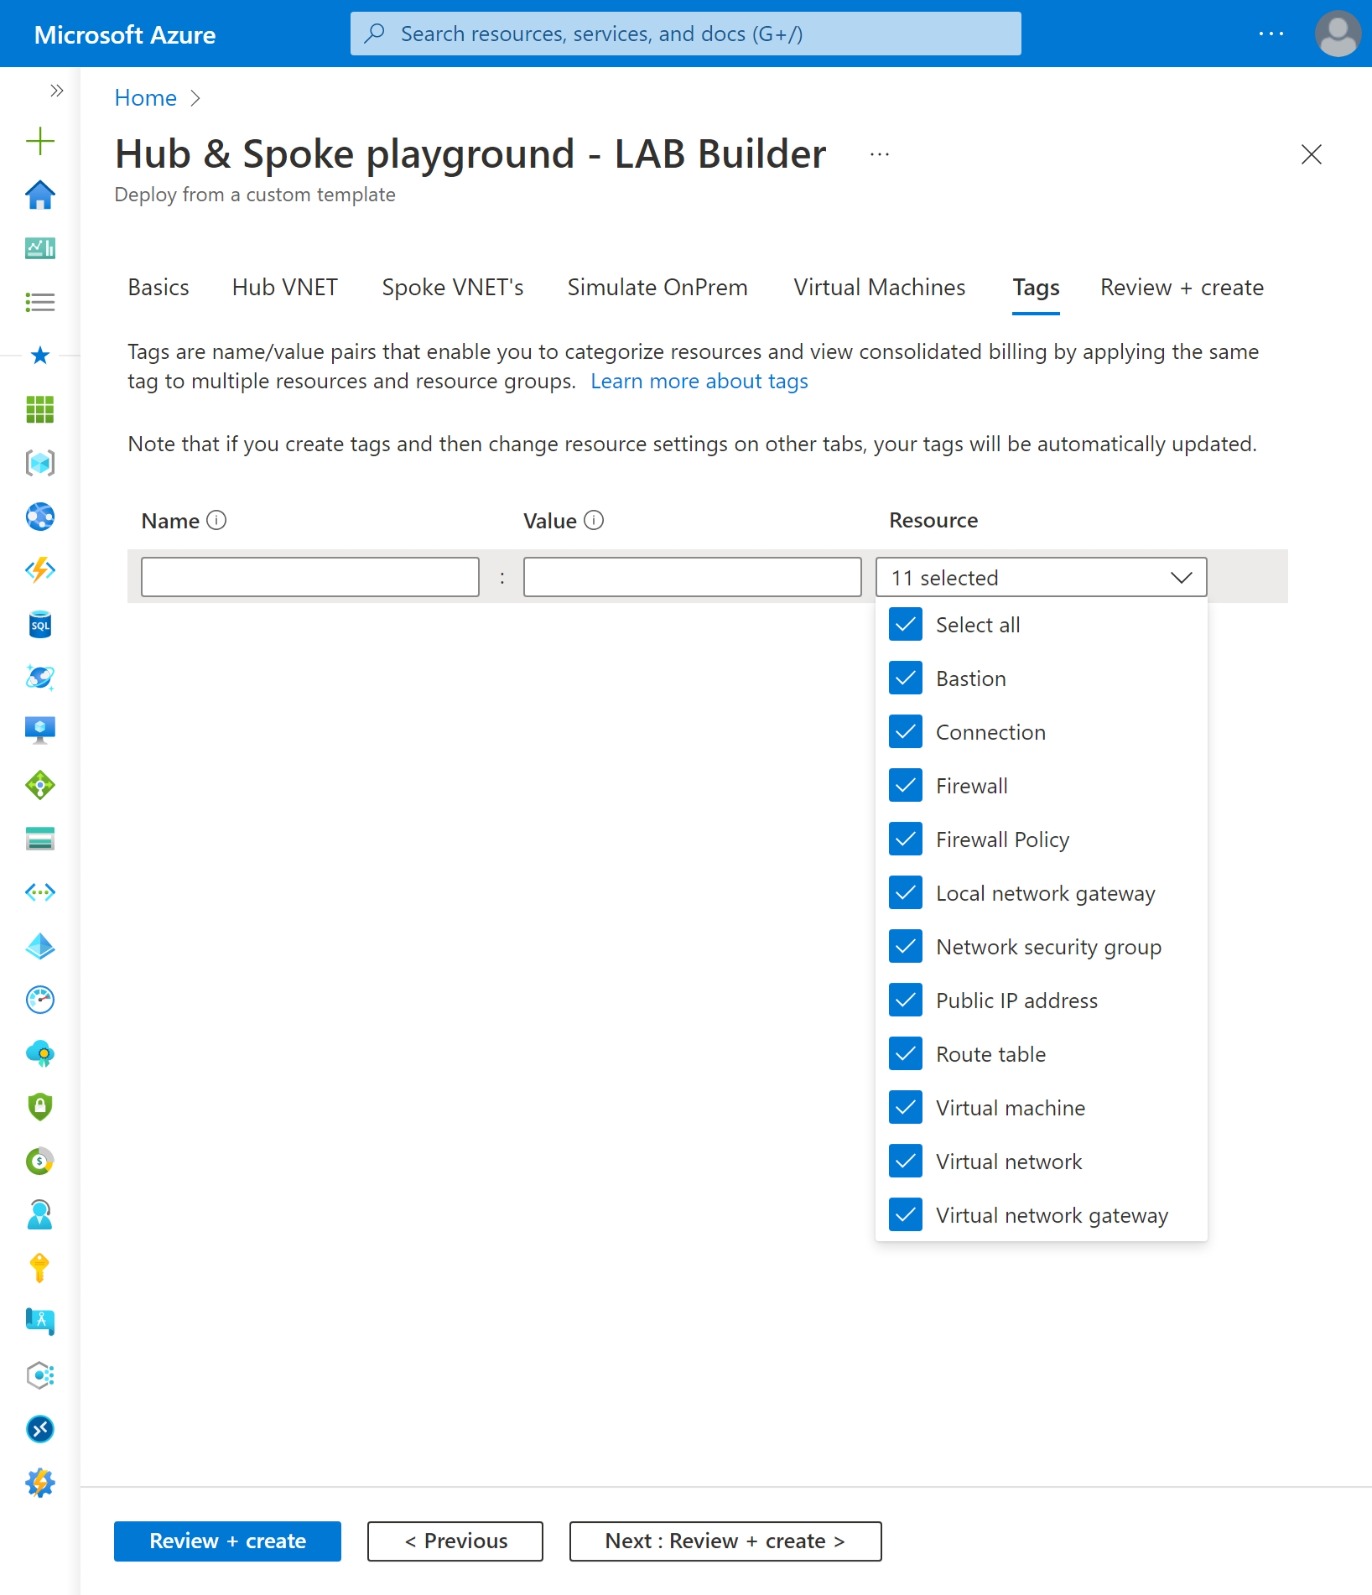 Microsoft Azure
Search resources, services, and docs (G+/)
Home
Hub & Spoke playground - LAB Builder
Deploy from a custom template
Basics Hub VNET Spoke VNET's Simulate OnPrem Virtual Machines Tags Review + create
Tags are name/value pairs that enable you to categorize resources and view consolidated billing by applying the same
tag to multiple resources and resource groups. Learn more about tags
Note that if you create tags and then change resource settings on other tabs, your tags will be automatically updated.
Name Value Resource
: 11 selected
Select all
Bastion
Connection
Firewall
Firewall Policy
Local network gateway
Network security group
Public IP address
Route table
Virtual machine
Virtual network
Virtual network gateway
SQL
Review + create < Previous Next : Review + create >